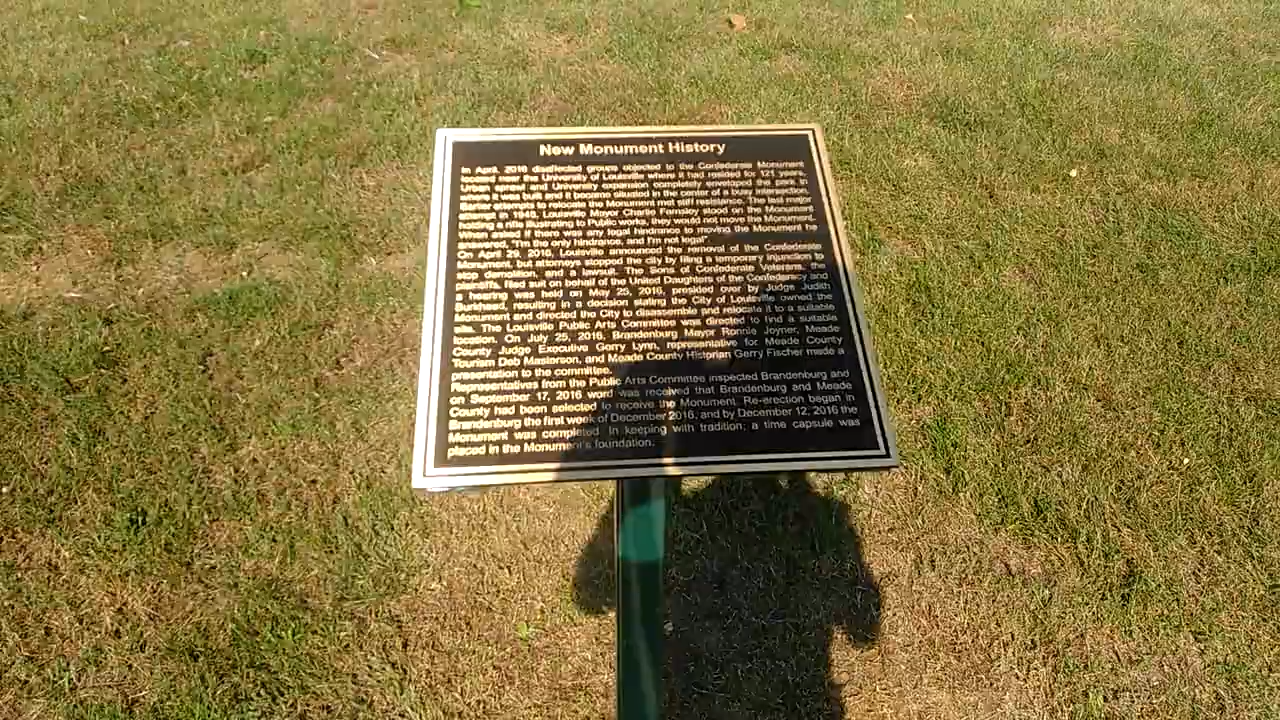 New Monument History
In April, 2016 disaffected groups objected to the Confederate Monument
located near the University of Louisville where it had resided for 121 years.
Urban sprawl and University expansion completely enveloped the park in
where it was built and it became situated in the center of a busy intersection.
Earlier attempts to relocate the Monument met stiff resistance. The last major
attempt in 1948, Louisville Mayor Charlie Farnsley stood on the Monument
holding a rifle illustrating to Public works, they would not move the Monument.
When asked if there was any legal hindrance to moving the Monument he
answered, "I'm the only hindrance, and I'm not legal".
On April 29, 2016, Louisville announced the removal of the Confederate
Monument, but attorneys stopped the city by filing a temporary injunction to
stop demolition, and a lawsuit. The Sons of Confederate Veterans, the
plaintiffs, filed suit on behalf of the United Daughters of the Confederacy and
a hearing was held on May 25, 2016, presided over by Judge Judith
Burkhead, resulting in a decision stating the City of Louisville owned the
Monument and directed the City to disassemble and relocate it to a suitable
site. The Louisville Public Arts Committee was directed to find a suitable
location. On July 25, 2016, Brandenburg Mayor Ronnie Joyner, Meade
County Judge Executive Gerry Lynn, representative for Meade County
Tourism Deb Masterson, and Meade County Historian Gerry Fischer made a
presentation to the committee.
Representatives from the Public Arts Committee inspected Brandenburg and
on September 17, 2016 word was received that Brandenburg and Meade
County had been selected to receive the Monument. Re-erection began in
Brandenburg the first week of December 2016, and by December 12, 2016 the
Monument was completed. In keeping with tradition; a time capsule was
placed in the Monument's foundation.